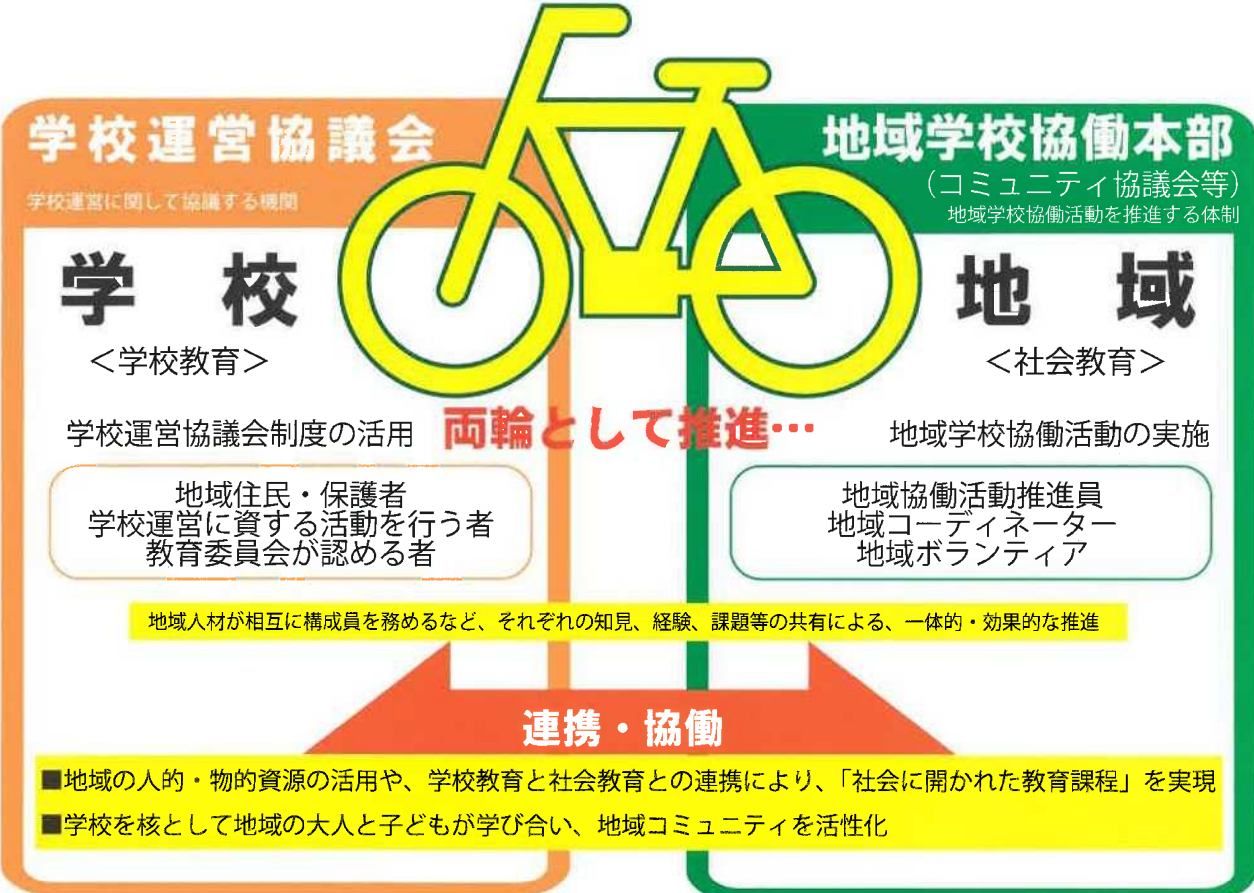 学校運営協議会
学校運営に関して協議する機関
学 校
＜学校教育＞
学校運営協議会制度の活用
地域住民・保護者
学校運営に資する活動を行う者
教育委員会が認める者
地域学校協働本部
（コミュニティ協議会等）
地域学校協働活動を推進する体制
地 域
＜社会教育＞
地域学校協働活動の実施
地域協働活動推進員
地域コーディネーター
地域ボランティア
両輪として推進…
地域人材が相互に構成員を務めるなど、それぞれの知見、経験、課題等の共有による、一体的・効果的な推進
連携・協働
■地域の人的・物的資源の活用や、学校教育と社会教育との連携により、「社会に開かれた教育課程」を実現
■学校を核として地域の大人と子どもが学び合い、地域コミュニティを活性化